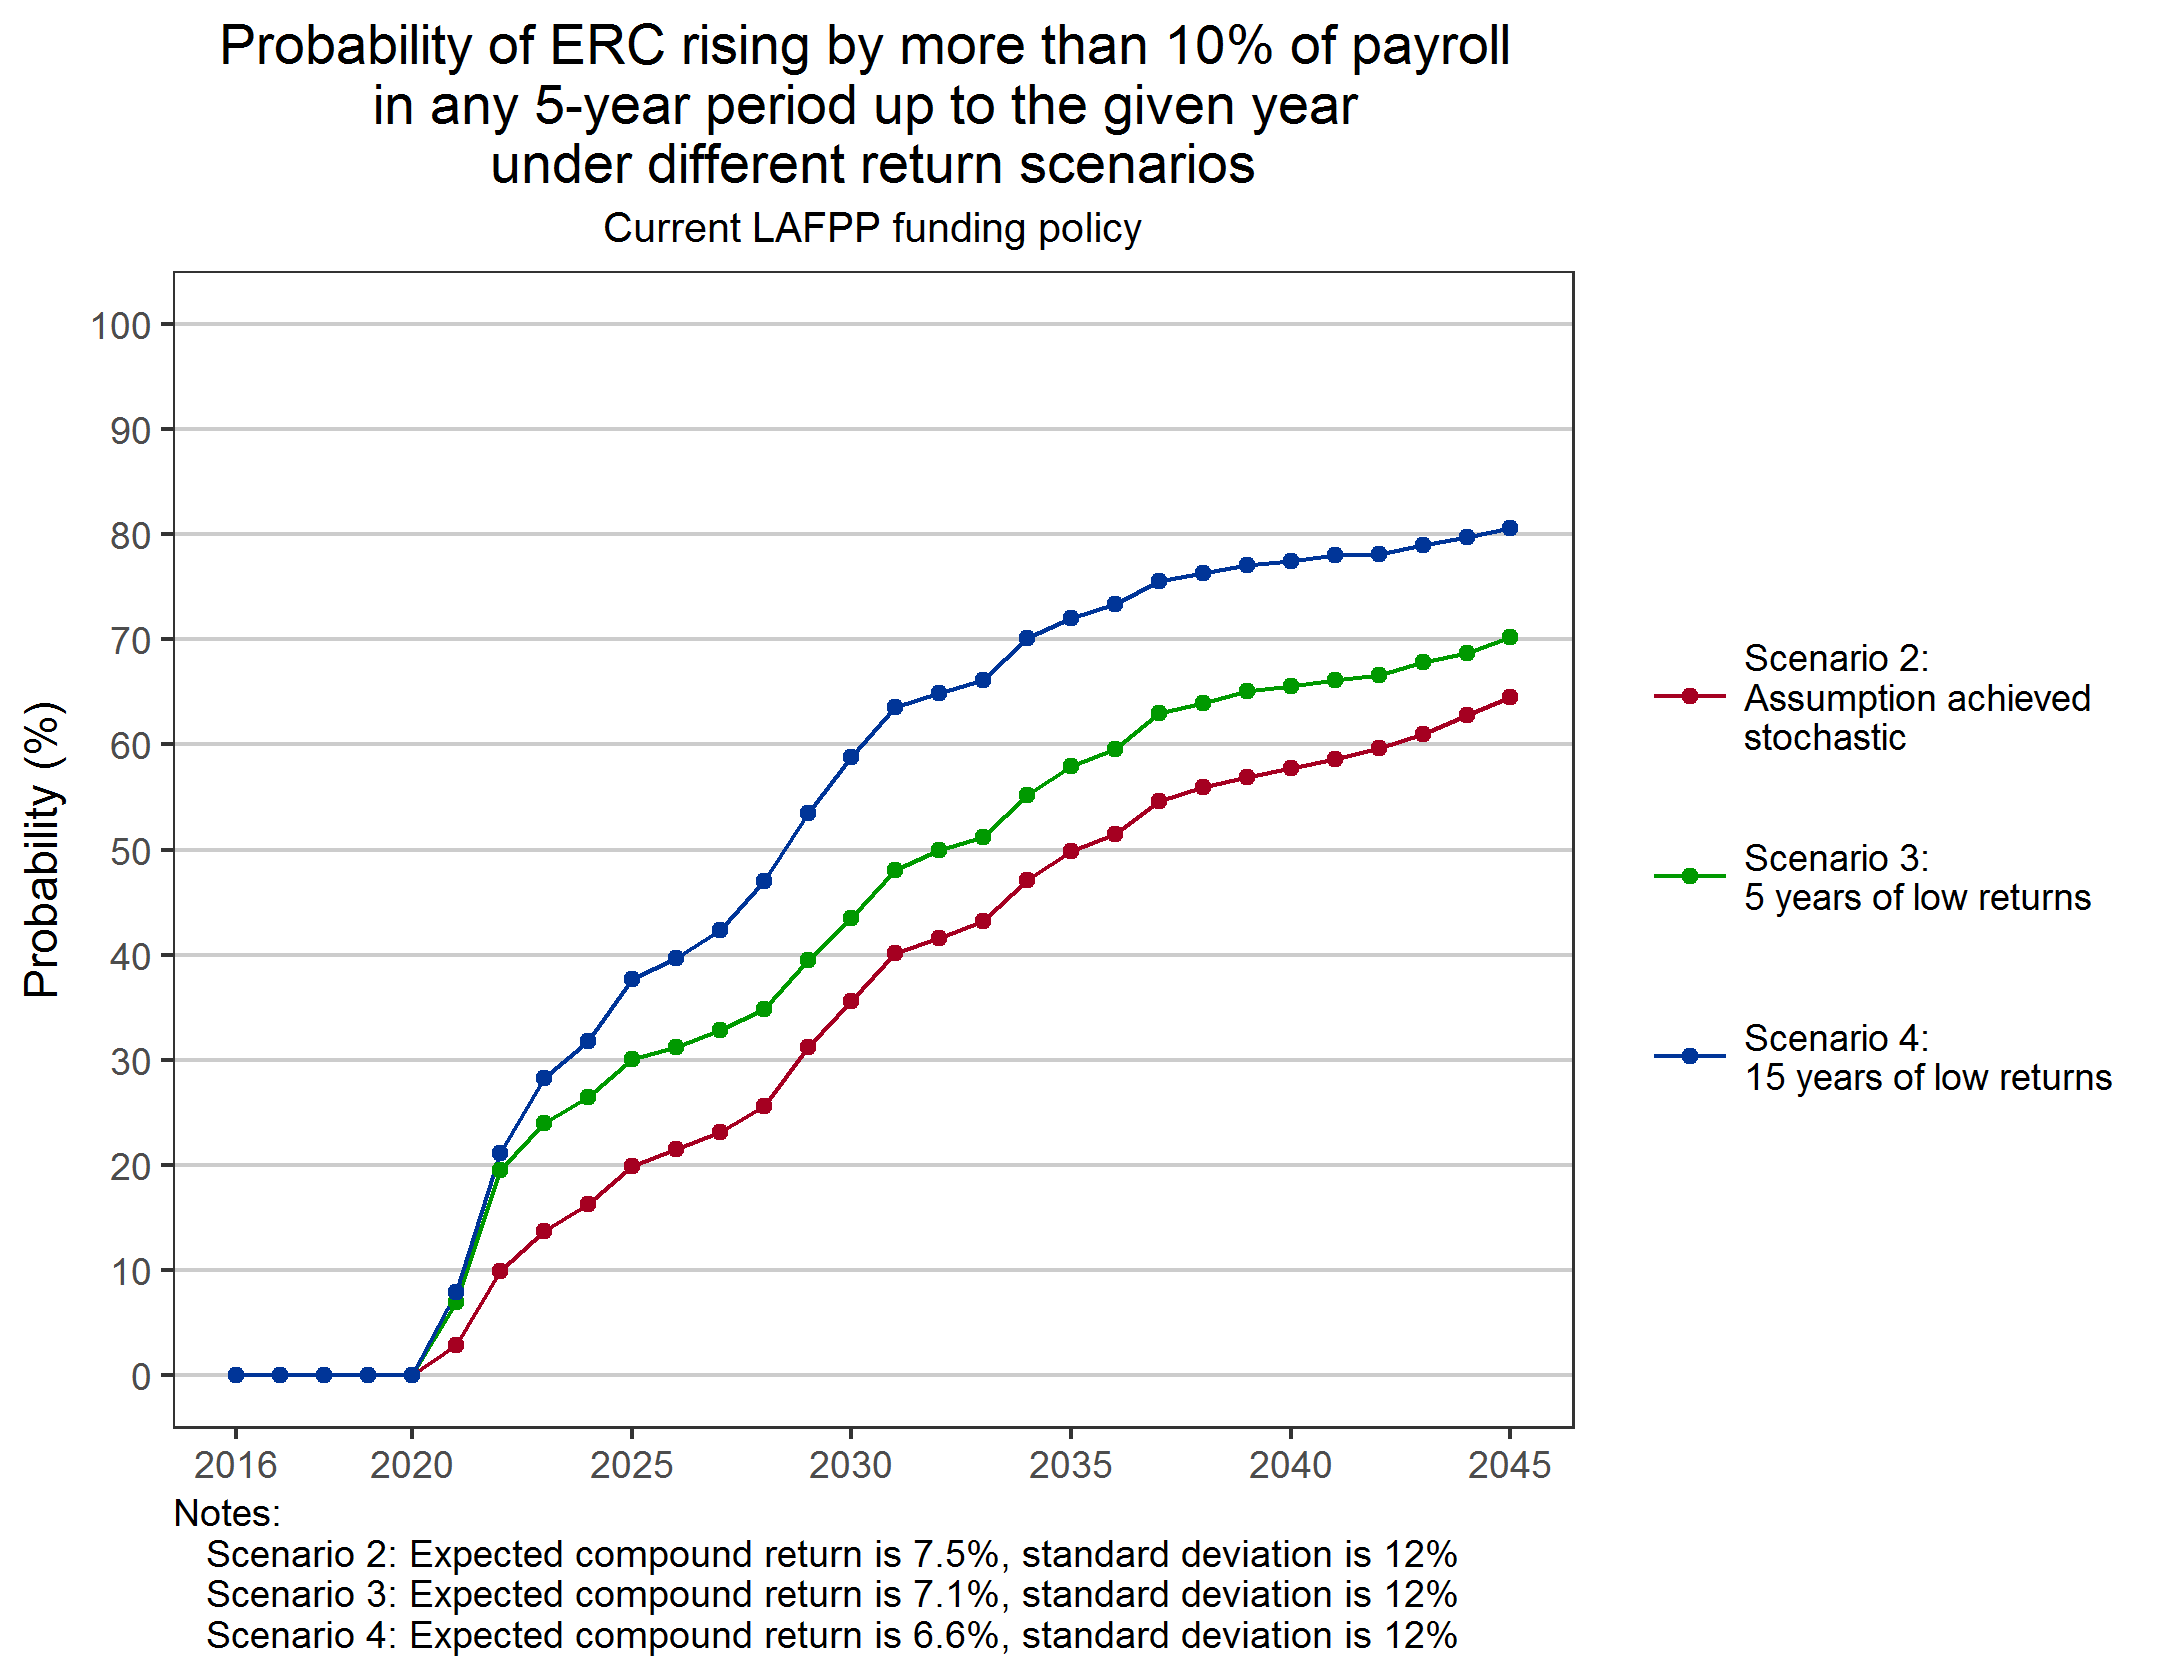 Probability of ERC rising by more than 10% of payroll
in any 5-year period up to the given year
under different return scenarios
Current LAFPP funding policy
Probability (%)
100
90
80
70
60
50
40
30
20
10
0
2016 2020 2025 2030 2035 2040 2045
Scenario 2:
Assumption achieved
stochastic
Scenario 3:
5 years of low returns
Scenario 4:
15 years of low returns
Notes:
Scenario 2: Expected compound return is 7.5%, standard deviation is 12%
Scenario 3: Expected compound return is 7.1%, standard deviation is 12%
Scenario 4: Expected compound return is 6.6%, standard deviation is 12%